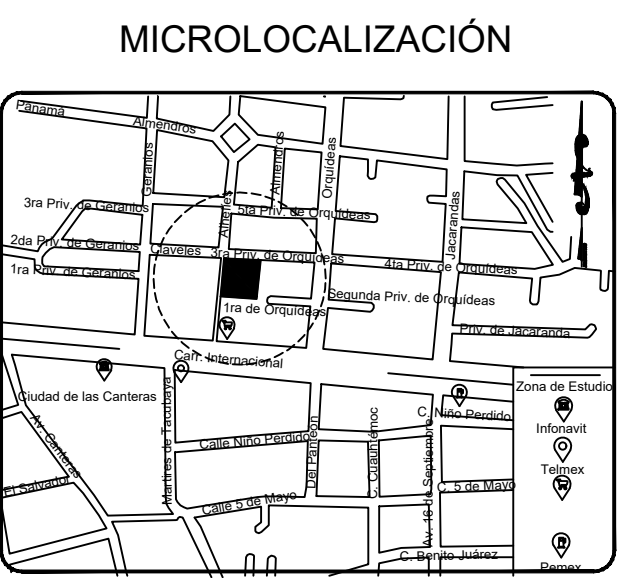 MICROLOCALIZACIÓN
Panamá
Almendros
Geranios
Almendros
Orquídeas
3ra Priv. de Geranios
Alhelíes
5ta Priv. de Orquídeas
Jacarandas
2da Priv. de Geranios
Claveles
3ra Priv. de Orquídeas
4ta Priv. de Orquídeas
1ra Priv. de Geranios
Segunda Priv. de Orquídeas
1ra de Orquídeas
Priv. de Jacaranda
Carr. Internacional
Ciudad de las Canteras
Zona de Estudio
Martires de Tacubaya
Av. Canteras
Calle Niño Perdido
Del Panteón
C. Cuauhtémoc
C. Niño Perdido
Av. 16 de Septiembre
Infonavit
Telmex
El Salvador
Calle 5 de Mayo
C. 5 de Mayo
C. Benito Juárez
Pemex